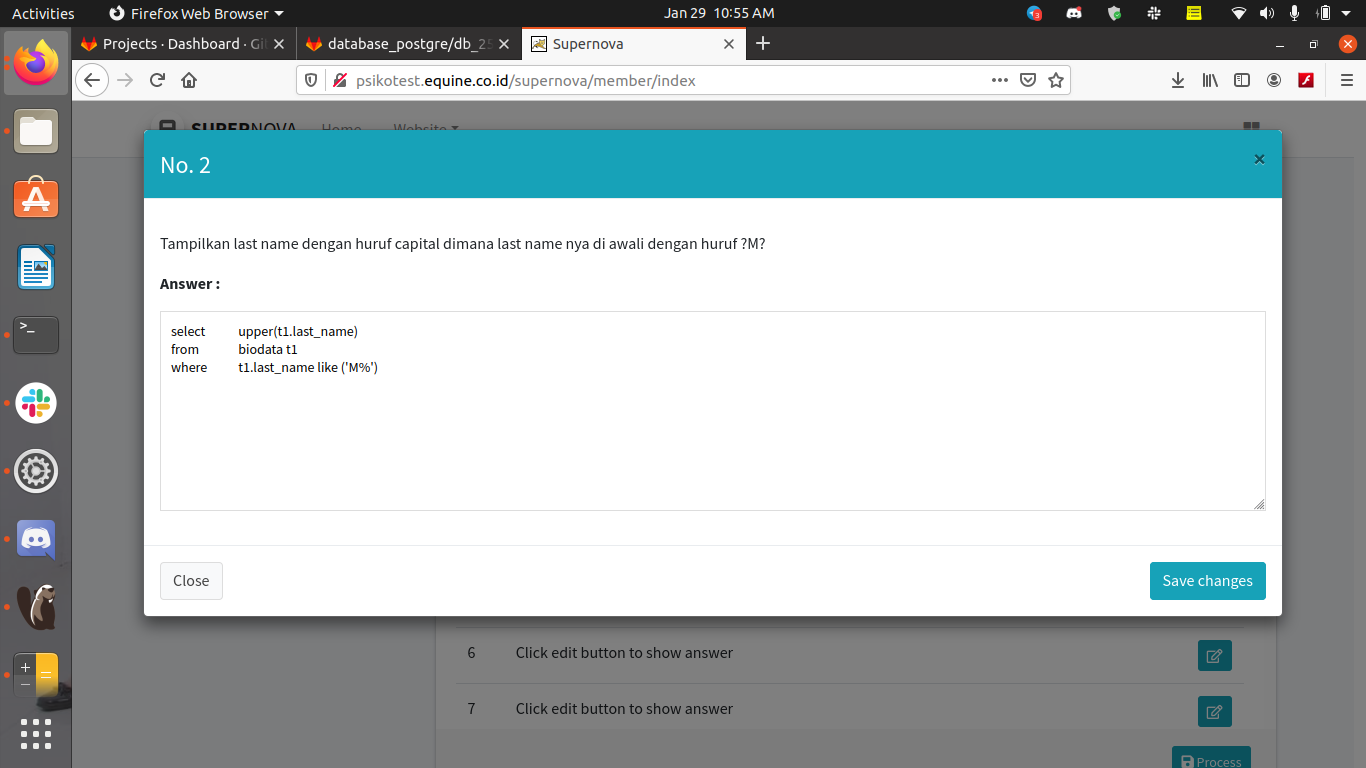 Activities
Firefox Web Browser
Jan 29 10:55 AM
3
Projects · Dashboard · Gi
database_postgre/db_25
Supernova
psikotest.equine.co.id/supernova/member/index
SUPERNOVA
Home
Website
No. 2
×
Tampilkan last name dengan huruf capital dimana last name nya di awali dengan huruf ?M?
Answer :
select upper(t1.last_name)
from biodata t1
where t1.last_name like ('M%')
Close
Save changes
6 Click edit button to show answer
7 Click edit button to show answer
Process